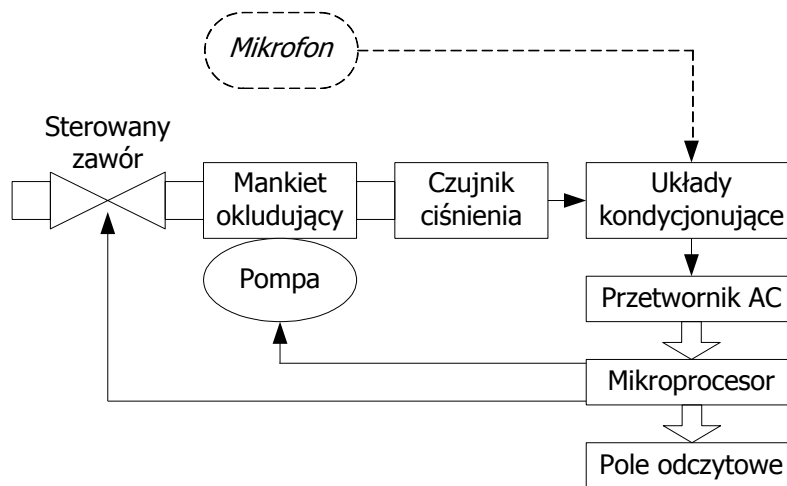 Mikrofon
Sterowany
zawór
Mankiet
okludujący
Czujnik
ciśnienia
Układy
kondycjonujące
Pompa
Przetwornik AC
Mikroprocesor
Pole odczytowe